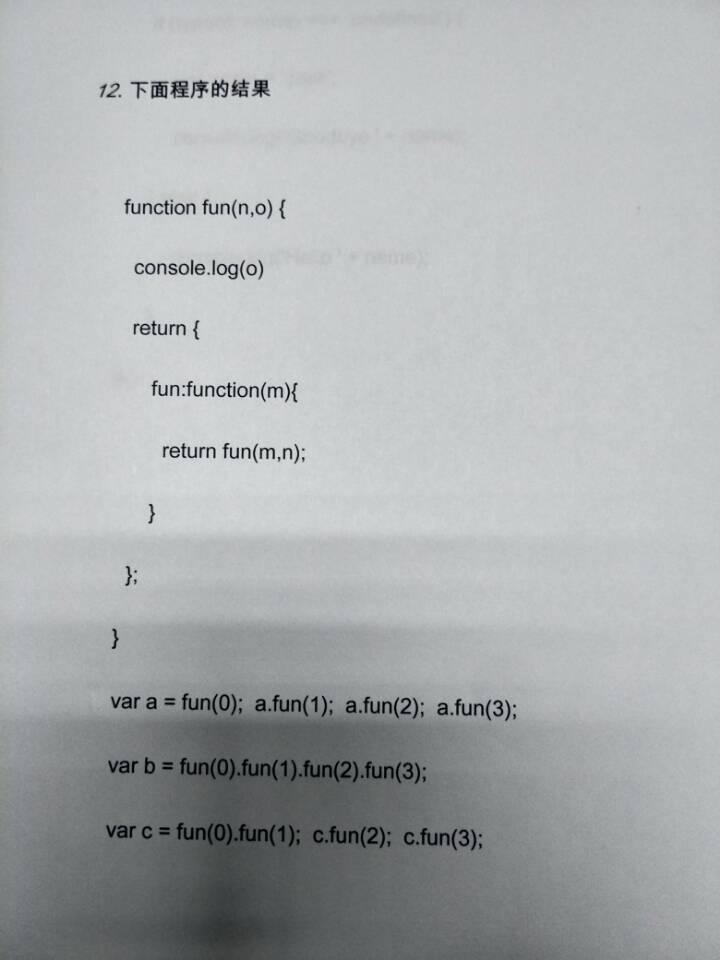 12. 下面程序的结果
function fun(n,o) {
console.log(o)
return {
fun:function(m){
return fun(m,n);
}
};
}
var a = fun(0); a.fun(1); a.fun(2); a.fun(3);
var b = fun(0).fun(1).fun(2).fun(3);
var c = fun(0).fun(1); c.fun(2); c.fun(3);